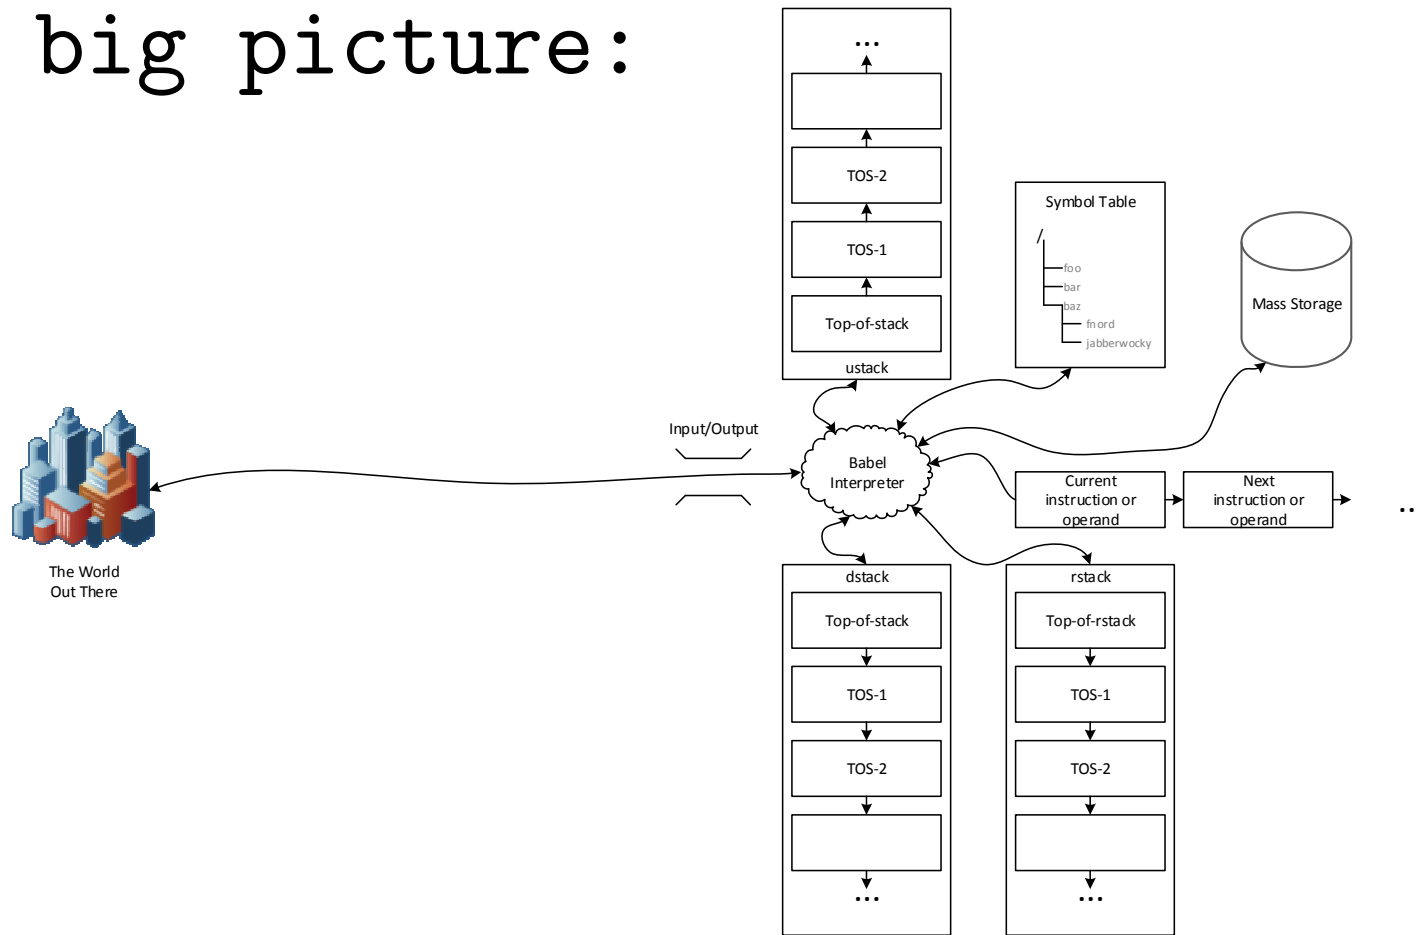 big picture:
...
TOS-2
TOS-1
Top-of-stack
ustack
Symbol Table
/
foo
bar
baz
fnord
jabberwocky
Mass Storage
Input/Output
Babel
Interpreter
Current
instruction or
operand
Next
instruction or
operand
..
The World
Out There
dstack
Top-of-stack
TOS-1
TOS-2
...
rstack
Top-of-rstack
TOS-1
TOS-2
...